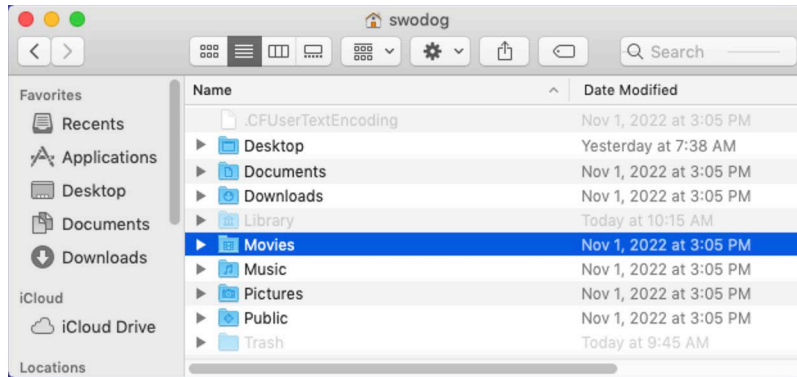 swodog
Search
Favorites
Recents
Applications
Desktop
Documents
Downloads
iCloud
iCloud Drive
Locations
Name Date Modified
.CFUserTextEncoding Nov 1, 2022 at 3:05 PM
Desktop Yesterday at 7:38 AM
Documents Nov 1, 2022 at 3:05 PM
Downloads Nov 1, 2022 at 3:05 PM
Library Today at 10:15 AM
Movies Nov 1, 2022 at 3:05 PM
Music Nov 1, 2022 at 3:05 PM
Pictures Nov 1, 2022 at 3:05 PM
Public Nov 1, 2022 at 3:05 PM
Trash Today at 9:45 AM